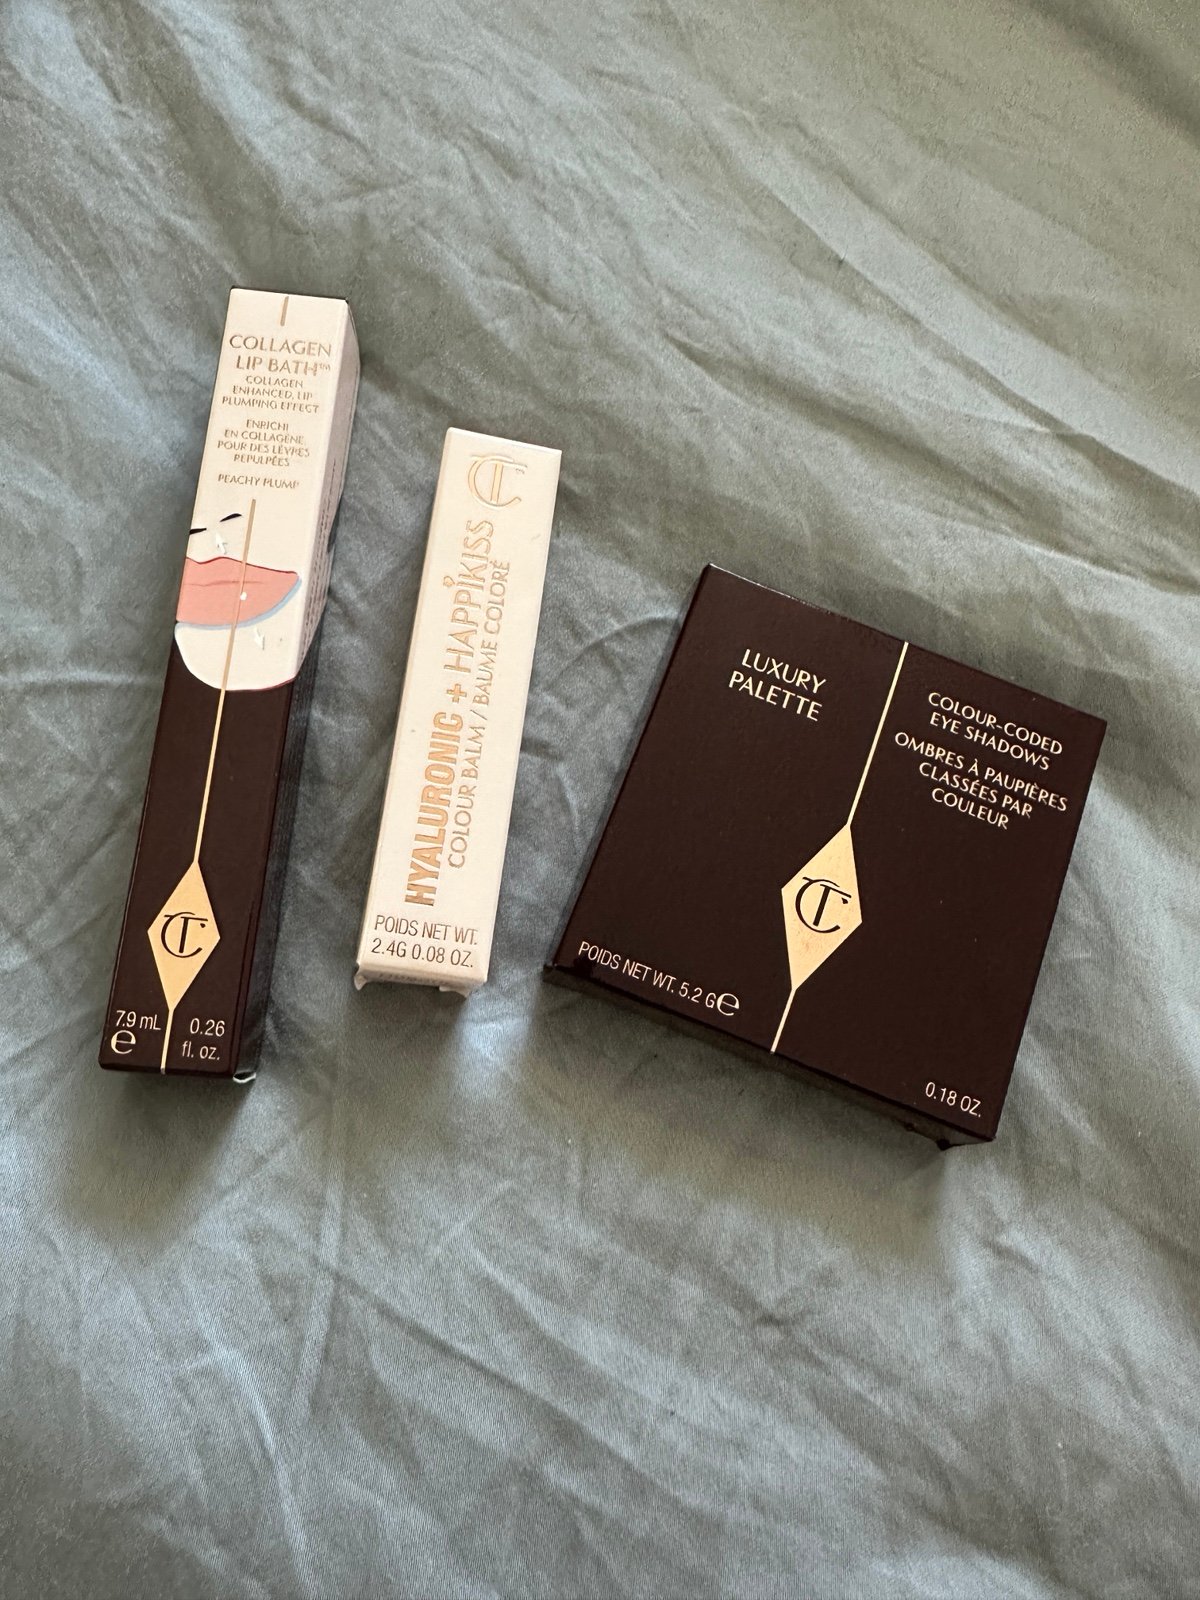 COLLAGEN
LIP BATH™
COLLAGEN
ENHANCED, LIP
PLUMPING EFFECT
ENRICHI
EN COLLAGÈNE,
POUR DES LÈVRES
REPULPÉES
PEACHY PLUMP
CT
7.9 mL 0.26
e fl. oz.
CT
HYALURONIC + HAPPIKISS
COLOUR BALM / BAUME COLORÉ
POIDS NET WT.
2.4G 0.08 OZ.
LUXURY
PALETTE
COLOUR-CODED
EYE SHADOWS
OMBRES À PAUPIÈRES
CLASSÉES PAR
COULEUR
CT
POIDS NET WT. 5.2 G e
0.18 OZ.